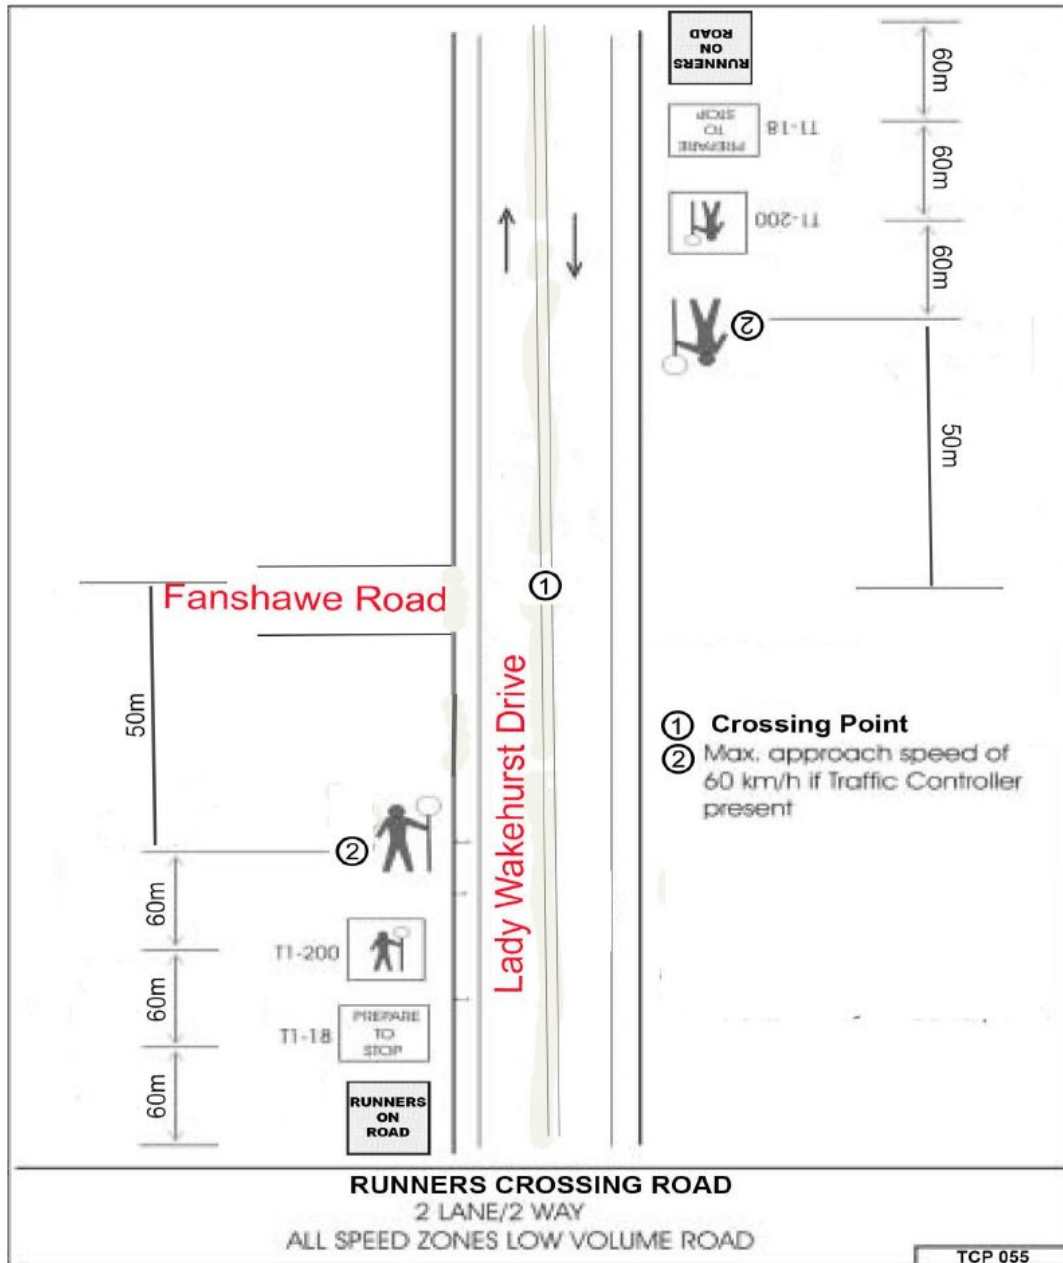 RUNNERS
ON
ROAD
60m
PREPARE
TO
STOP
T1-18
60m
T1-200
60m
2
50m
Fanshawe Road
1
50m
Lady Wakehurst Drive
1 Crossing Point
2 Max. approach speed of
60 km/h if Traffic Controller
present
2
60m
T1-200
60m
T1-18
PREPARE
TO
STOP
60m
RUNNERS
ON
ROAD
RUNNERS CROSSING ROAD
2 LANE/2 WAY
ALL SPEED ZONES LOW VOLUME ROAD
TCP 055